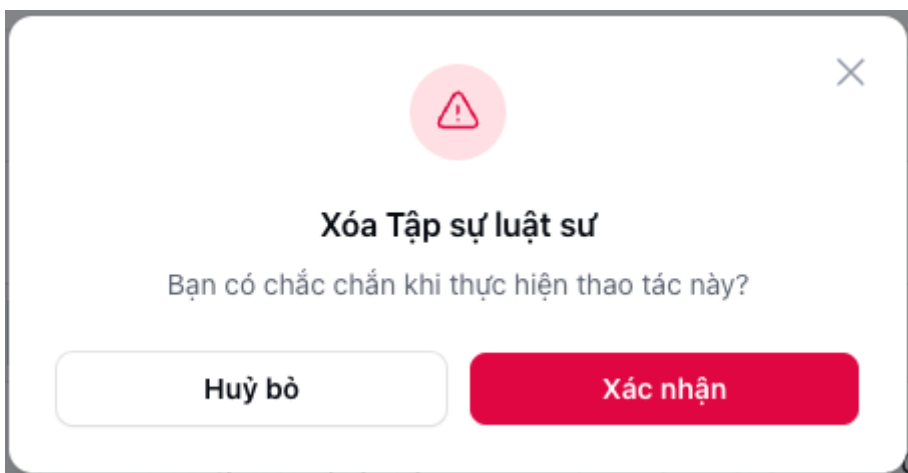 Xóa Tập sự luật sư
Bạn có chắc chắn khi thực hiện thao tác này?
Huỷ bỏ
Xác nhận